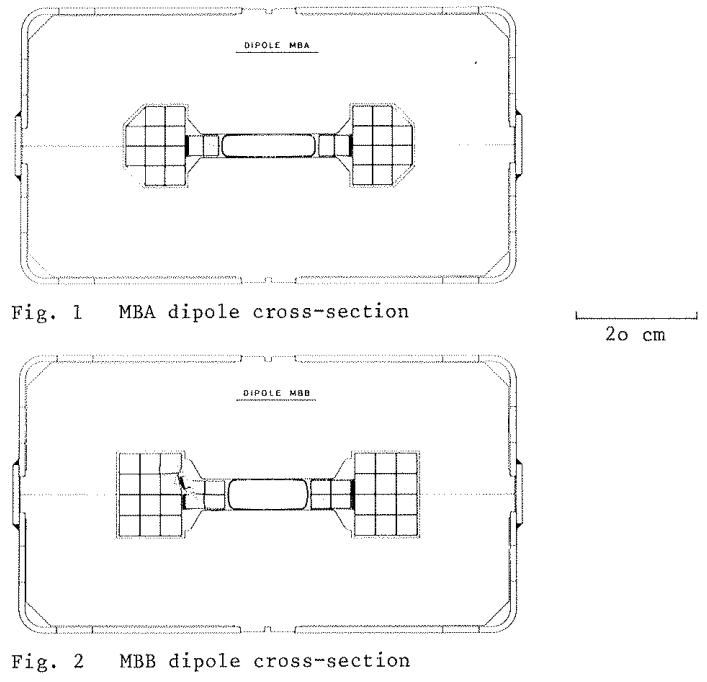 DIPOLE MBA
Fig. 1 MBA dipole cross-section
2o cm
DIPOLE MBB
Fig. 2 MBB dipole cross-section